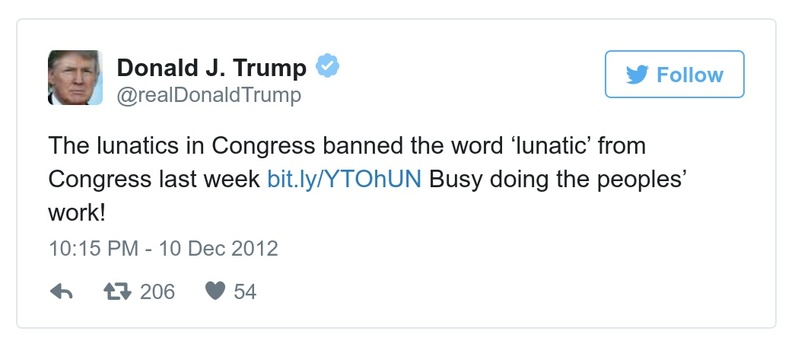 Donald J. Trump
@realDonaldTrump
Follow
The lunatics in Congress banned the word ‘lunatic’ from
Congress last week bit.ly/YTOhUN Busy doing the peoples’
work!
10:15 PM - 10 Dec 2012
206 54